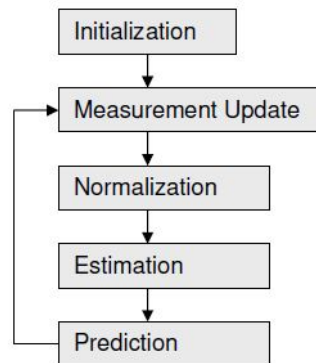 Initialization
Measurement Update
Normalization
Estimation
Prediction